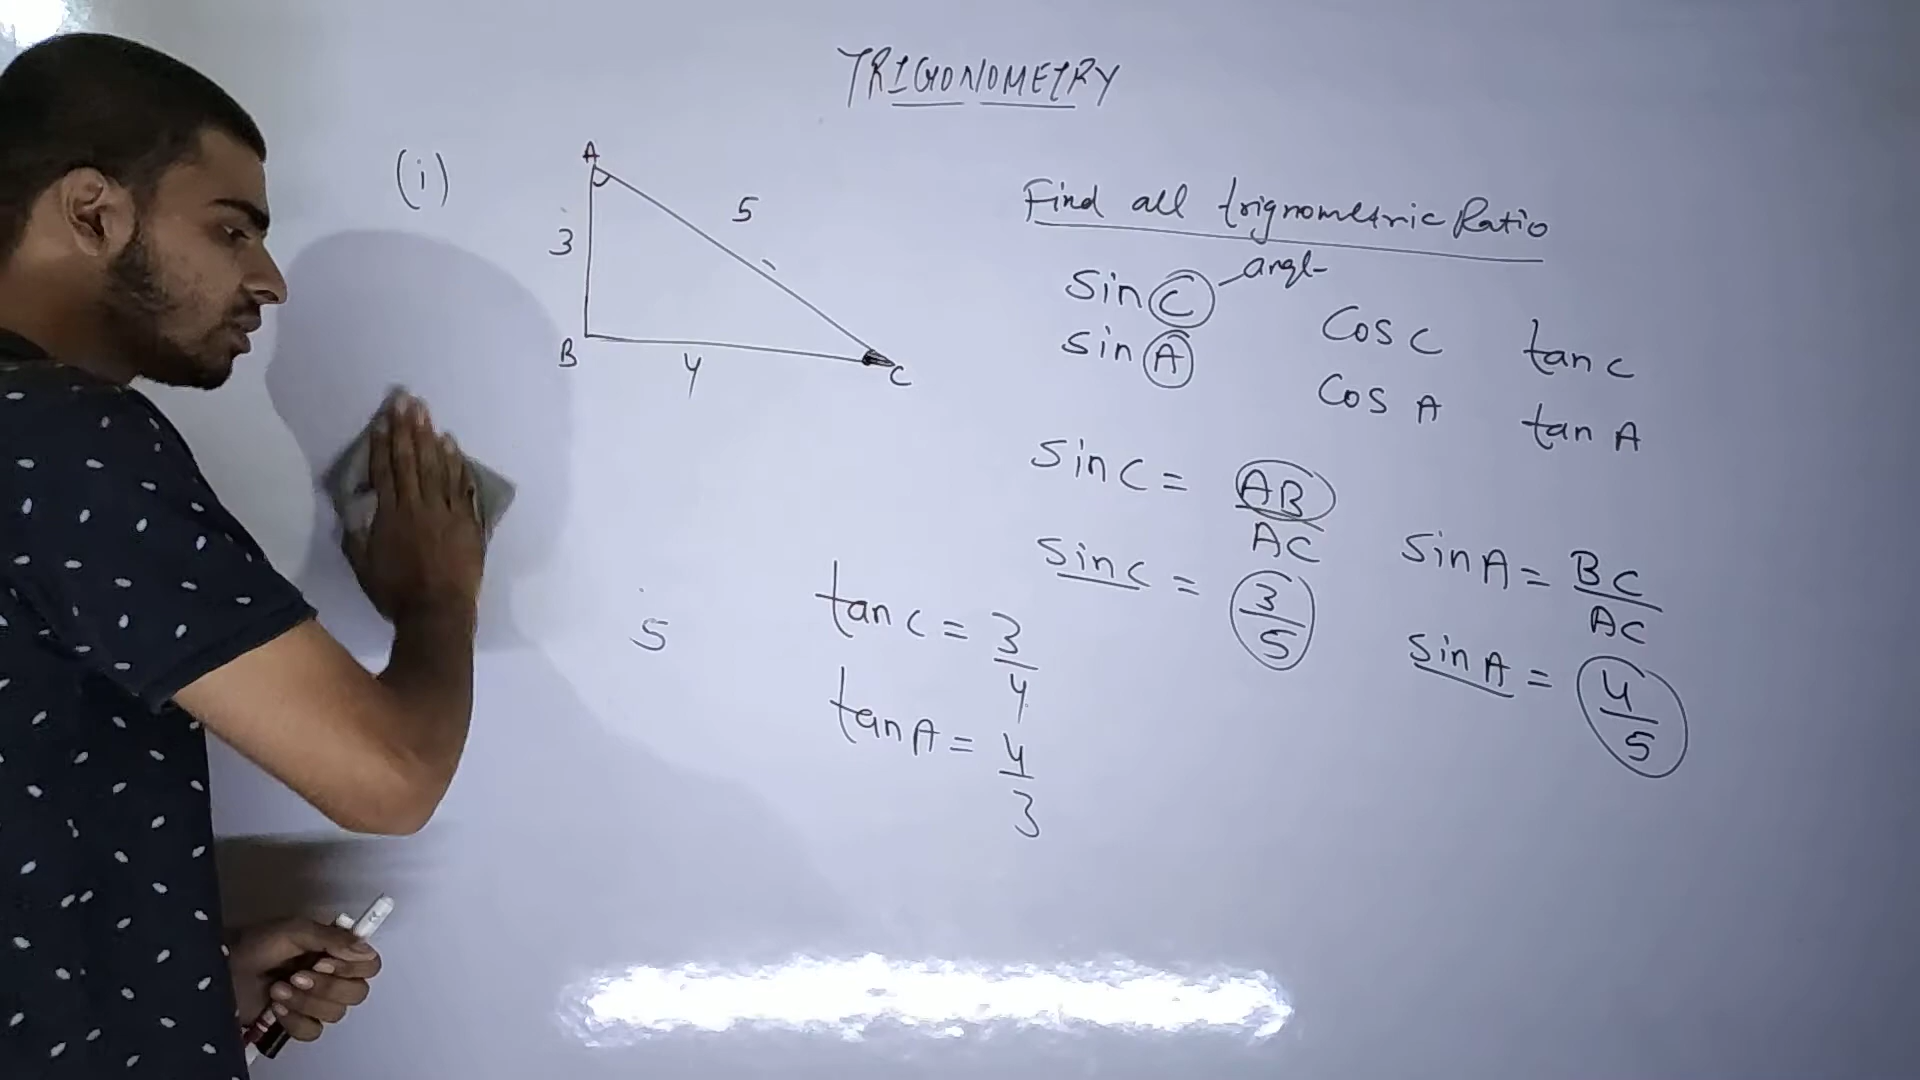 TRIGONOMETRY
(i)
A
5
3
B
4
C
Find all trignometric Ratio
angle
sin C
cos C
tan C
sin A
cos A
tan A
sin C = AB/AC
sin C = 3/5
sin A = BC/AC
sin A = 4/5
5
tan C = 3/4
tan A = 4/3